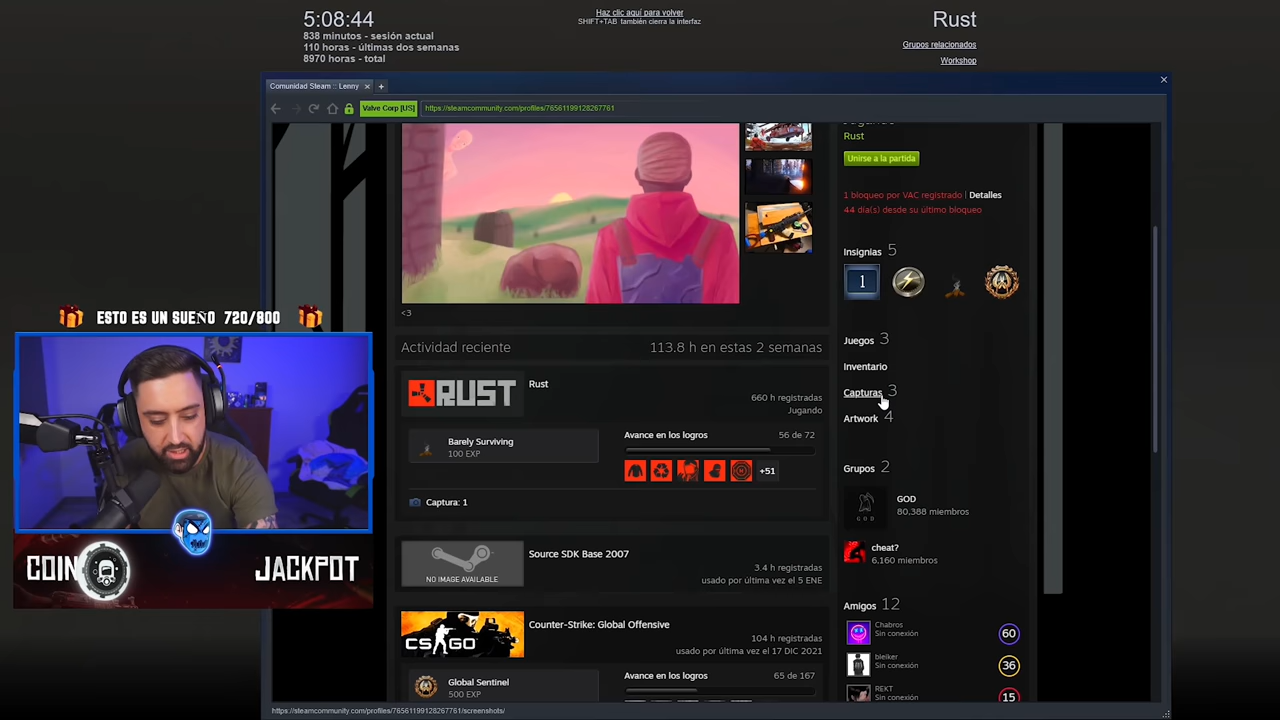 5:08:44
838 minutos - sesión actual
110 horas - últimas dos semanas
8970 horas - total
Haz clic aquí para volver
SHIFT+TAB también cierra la interfaz
Rust
Grupos relacionados
Workshop
Comunidad Steam :: Lenny
Valve Corp [US]
https://steamcommunity.com/profiles/76561199128267761
Rust
Unirse a la partida
1 bloqueo por VAC registrado | Detalles
44 día(s) desde su último bloqueo
Insignias 5
1
<3
Actividad reciente
113.8 h en estas 2 semanas
Juegos 3
Inventario
Capturas 3
Artwork 4
RUST
Rust
660 h registradas
Jugando
Barely Surviving
100 EXP
Avance en los logros
56 de 72
+51
Captura: 1
Grupos 2
GOD
GOD
80.388 miembros
cheat?
6,160 miembros
NO IMAGE AVAILABLE
Source SDK Base 2007
3.4 h registradas
usado por última vez el 5 ENE
CS:GO
Counter-Strike: Global Offensive
104 h registradas
usado por última vez el 17 DIC 2021
Global Sentinel
500 EXP
Avance en los logros
65 de 167
Amigos 12
Chabros
Sin conexión
60
bleiker
Sin conexión
36
REKT
Sin conexión
15
ESTO ES UN SUEÑO 720/800
COIN
JACKPOT
https://steamcommunity.com/profiles/76561199128267761/screenshots/